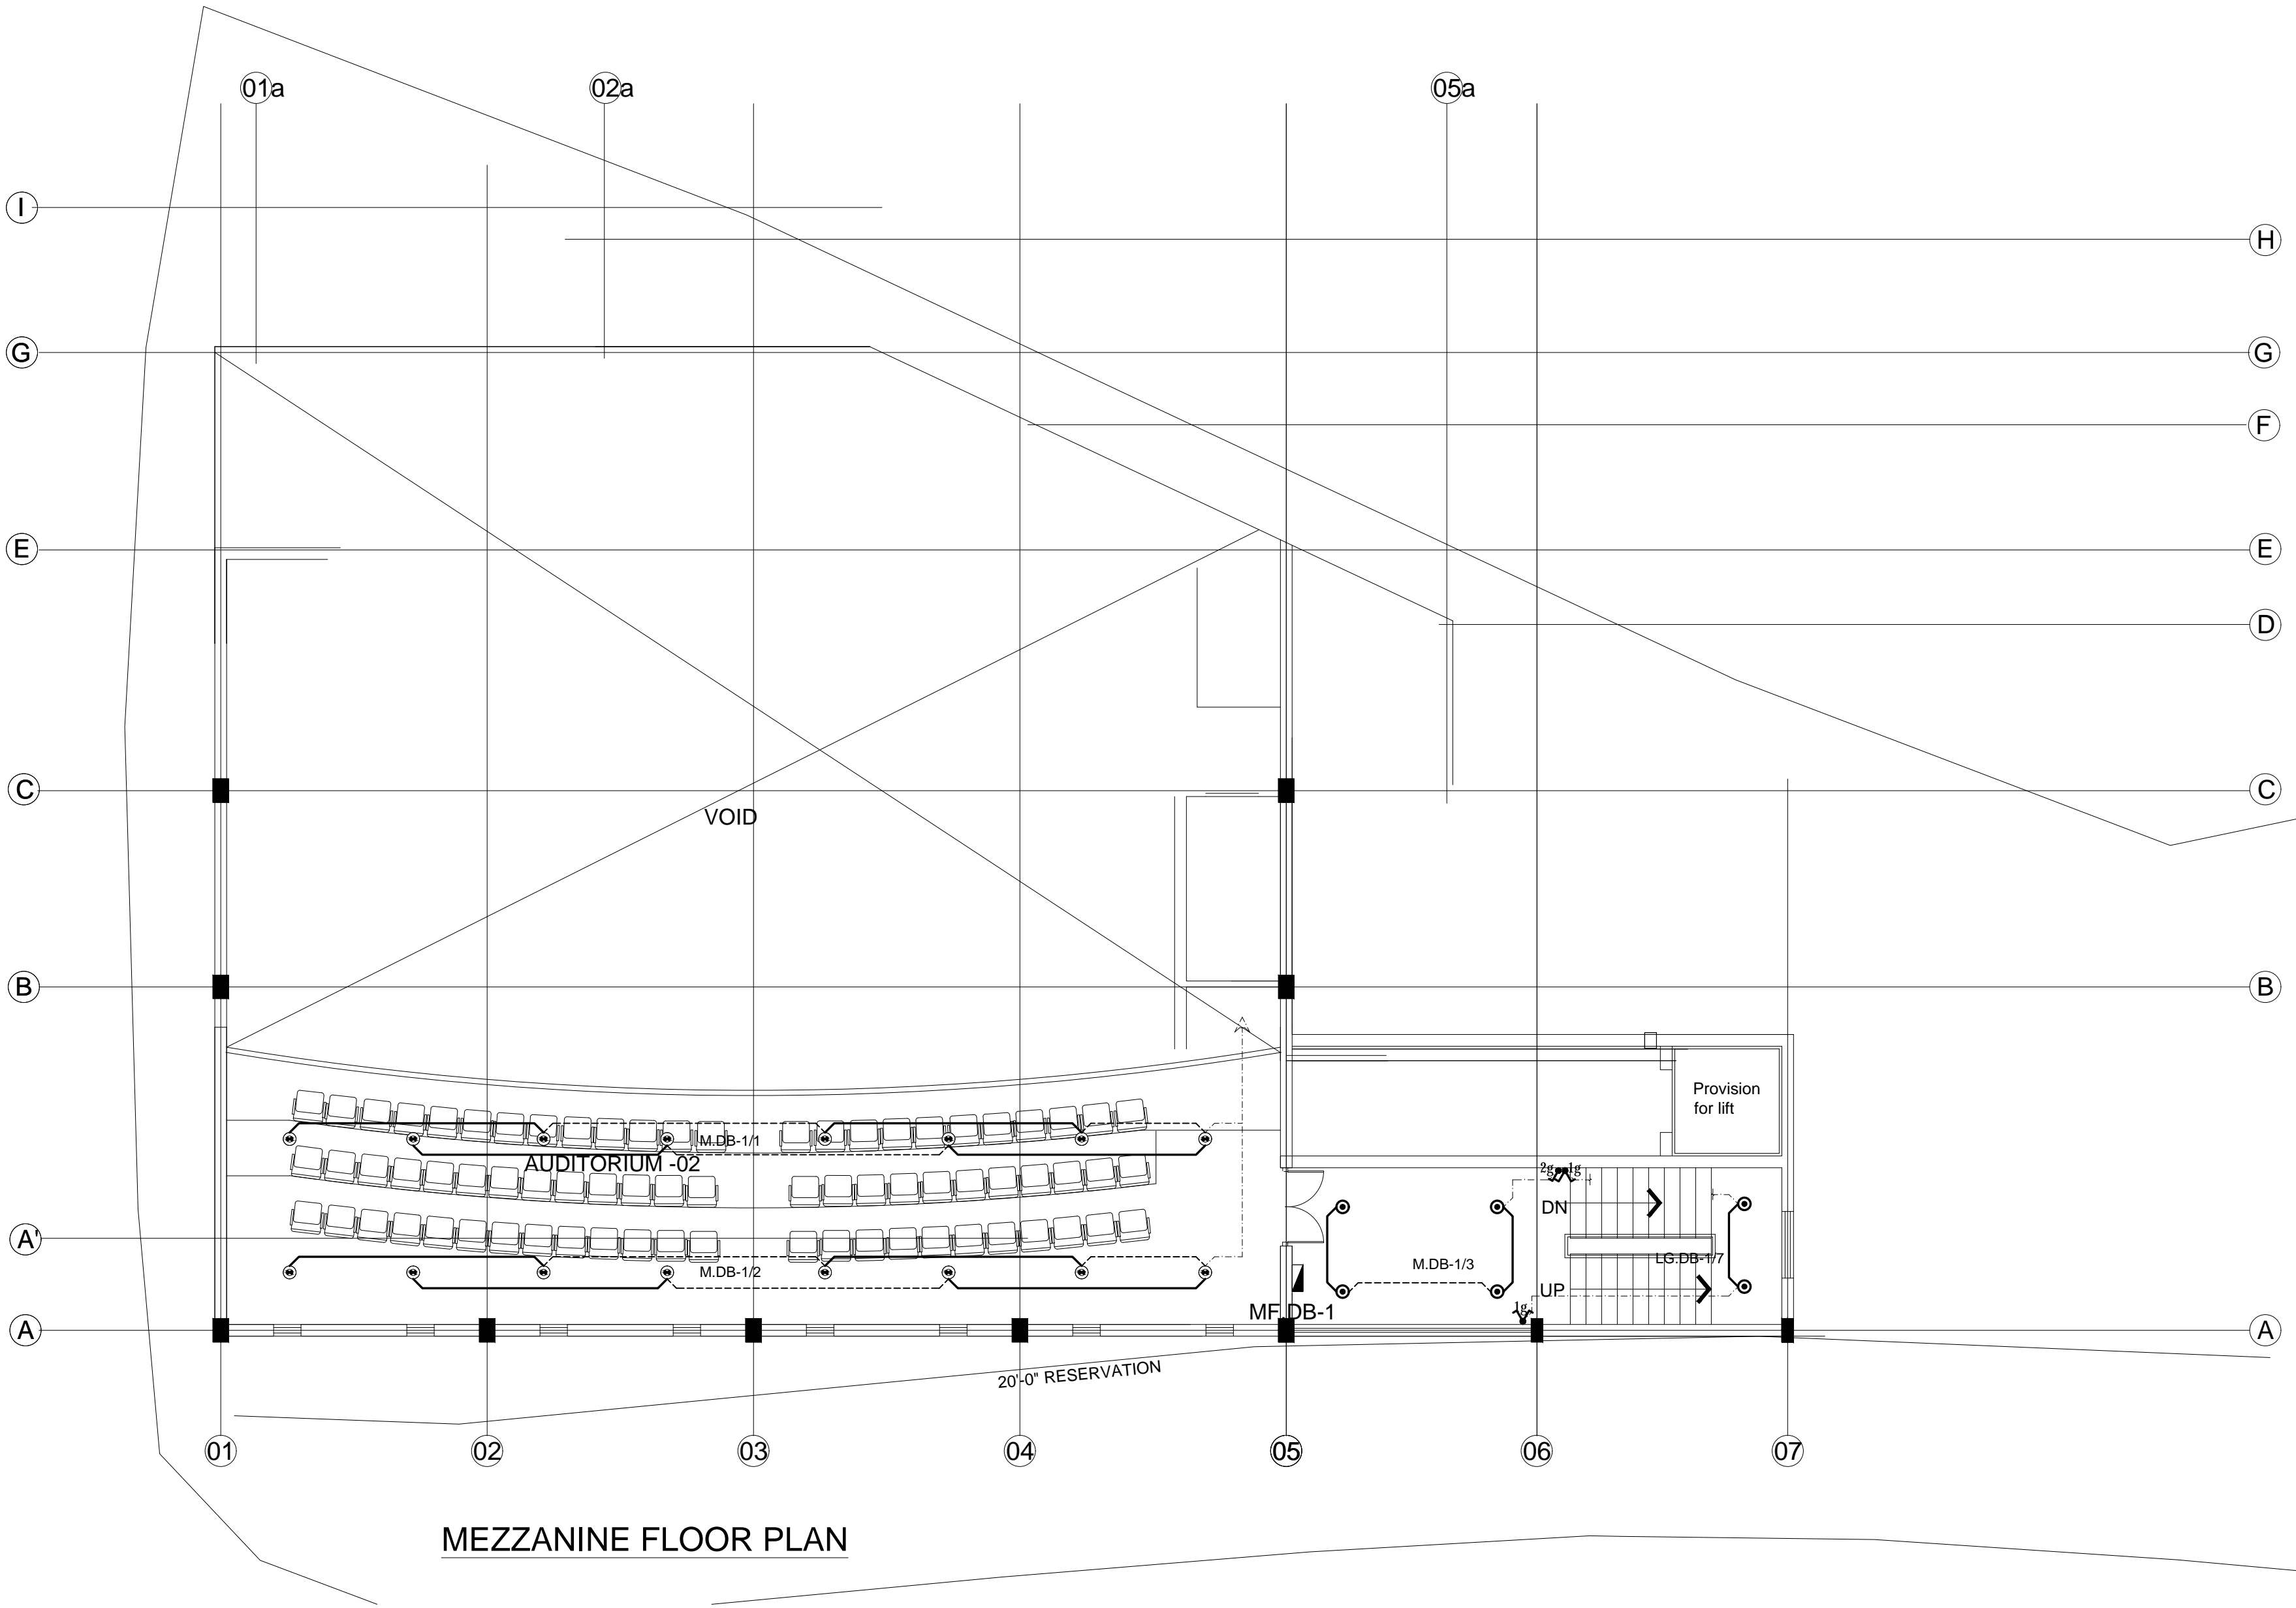 01a
02a
05a
I
H
G
G
F
E
E
D
C
C
VOID
B
B
Provision
for lift
M.DB-1/1
AUDITORIUM -02
2g
1g
DN
A'
M.DB-1/2
M.DB-1/3
LG.DB-1/7
UP
1g
MF.DB-1
A
A
20'-0" RESERVATION
01
02
03
04
05
06
07
MEZZANINE FLOOR PLAN